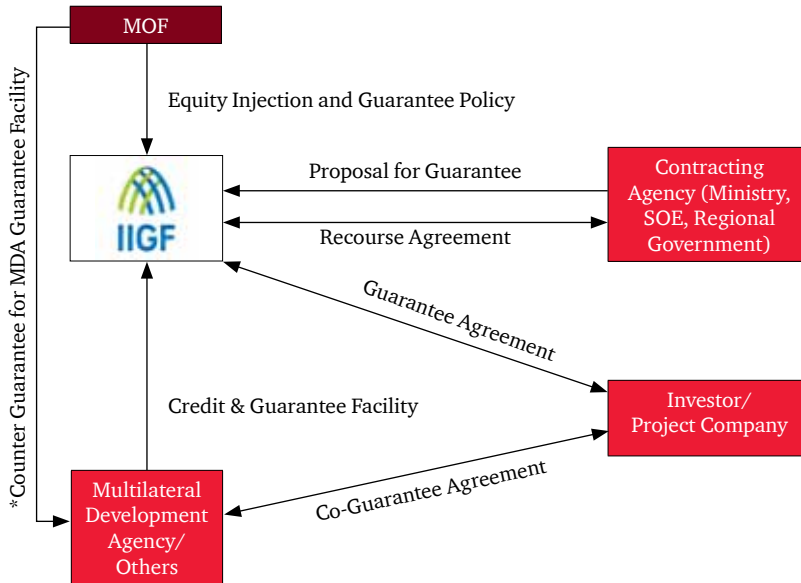 MOF
*Counter Guarantee for MDA Guarantee Facility
Equity Injection and Guarantee Policy
IIGF
Proposal for Guarantee
Recourse Agreement
Contracting
Agency (Ministry,
SOE, Regional
Government)
Guarantee Agreement
Credit & Guarantee Facility
Investor/
Project Company
Co-Guarantee Agreement
Multilateral
Development
Agency/
Others